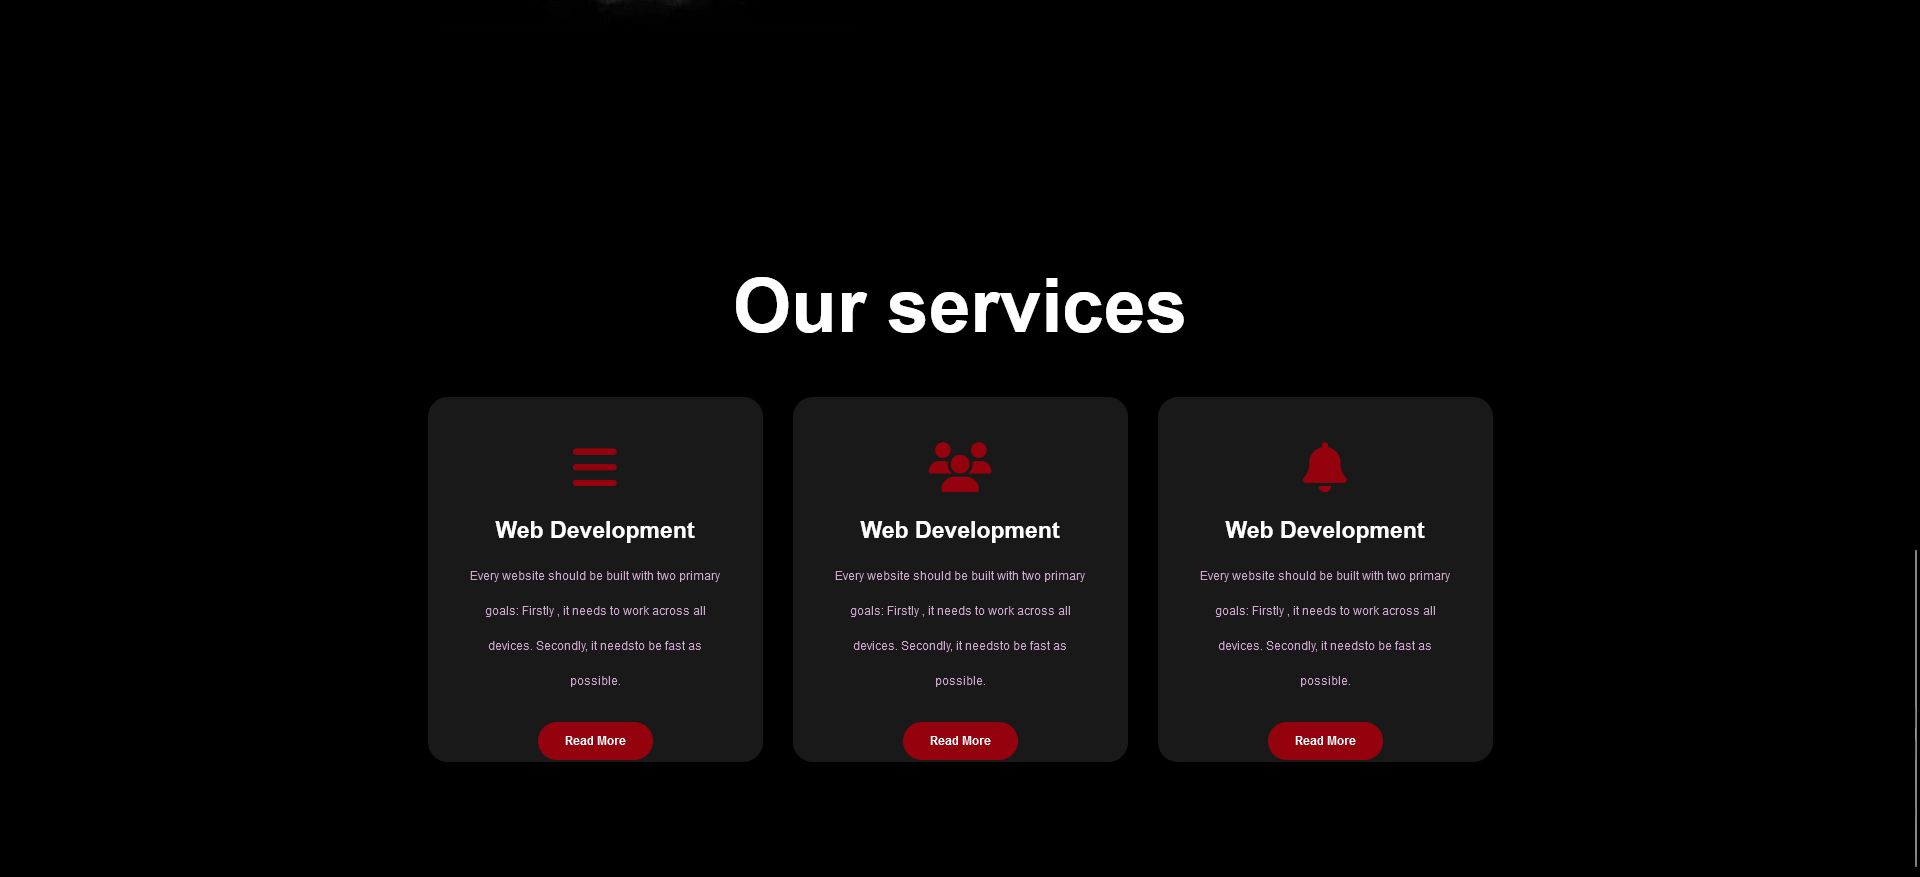 Our services
Web Development
Every website should be built with two primary
goals: Firstly , it needs to work across all
devices. Secondly, it needsto be fast as
possible.
Read More
Web Development
Every website should be built with two primary
goals: Firstly , it needs to work across all
devices. Secondly, it needsto be fast as
possible.
Read More
Web Development
Every website should be built with two primary
goals: Firstly , it needs to work across all
devices. Secondly, it needsto be fast as
possible.
Read More